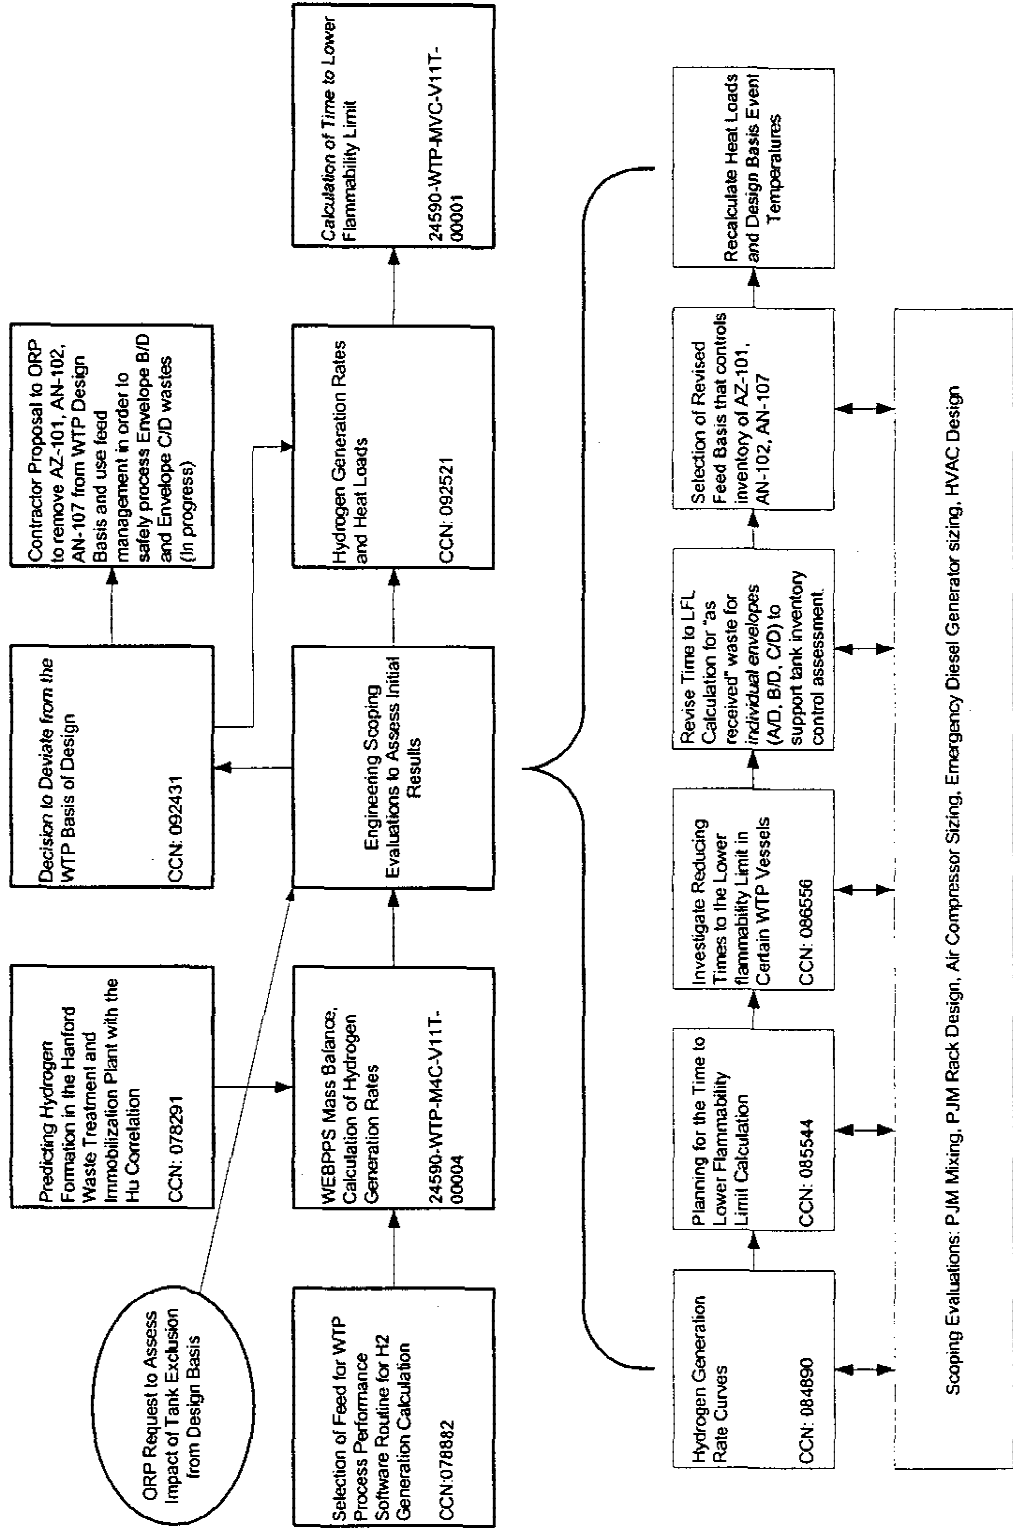 ORP Request to Assess
Impact of Tank Exclusion
from Design Basis
Predicting Hydrogen
Formation in the Hanford
Waste Treatment and
Immobilization Plant with the
Hu Correlation
CCN: 078291
Decision to Deviate from the
WTP Basis of Design
CCN: 092431
Contractor Proposal to ORP
to remove AZ-101, AN-102,
AN-107 from WTP Design
Basis and use feed
management in order to
safely process Envelope B/D
and Envelope C/D wastes
(In progress)
Selection of Feed for WTP
Process Performance
Software Routine for H2
Generation Calculation
CCN:078882
WEBPPS Mass Balance,
Calculation of Hydrogen
Generation Rates
24590-WTP-M4C-V11T-
00004
Engineering Scoping
Evaluations to Assess Initial
Results
Hydrogen Generation Rates
and Heat Loads
CCN: 092521
Calculation of Time to Lower
Flammability Limit
24590-WTP-MVC-V11T-
00001
Hydrogen Generation
Rate Curves
CCN: 084890
Planning for the Time to
Lower Flammability
Limit Calculation
CCN: 085544
Investigate Reducing
Times to the Lower
flammability Limit in
Certain WTP Vessels
CCN: 086556
Revise Time to LFL
Calculation for "as
received" waste for
individual envelopes
(A/D, B/D, C/D) to
support tank inventory
control assessment.
Selection of Revised
Feed Basis that controls
inventory of AZ-101,
AN-102, AN-107
Recalculate Heat Loads
and Design Basis Event
Temperatures
Scoping Evaluations: PJM Mixing, PJM Rack Design, Air Compressor Sizing, Emergency Diesel Generator sizing, HVAC Design